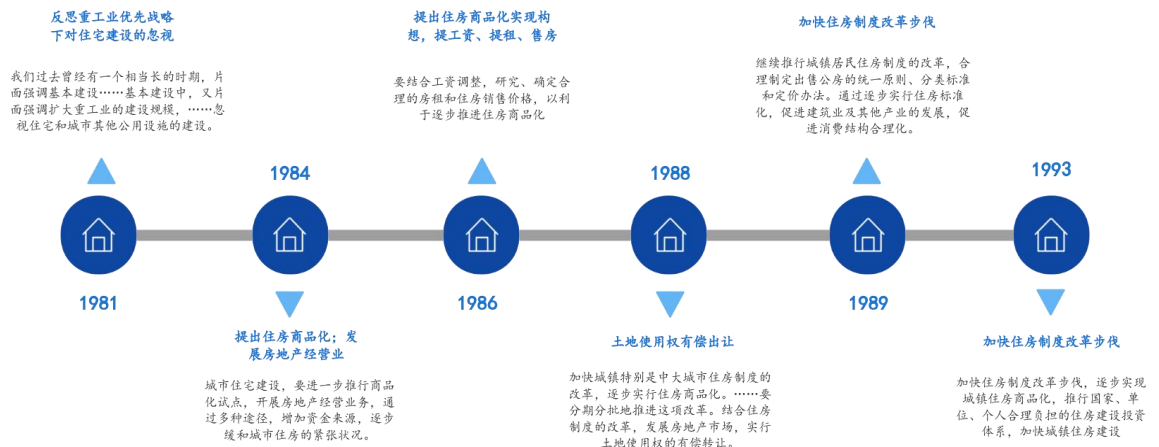 反思重工业优先战略
下对住宅建设的忽视
我们过去曾经有一个相当长的时期，片
面强调基本建设……基本建设中，又片
面强调扩大重工业的建设规模，……忽
视住宅和城市其他公用设施的建设。
1981
1984
提出住房商品化；发
展房地产经营业
城市住宅建设，要进一步推行商品
化试点，开展房地产经营业务，通
过多种途径，增加资金来源，逐步
缓和城市住房的紧张状况。
提出住房商品化实现构
想，提工资、提租、售房
要结合工资调整，研究、确定合
理的房租和住房销售价格，以利
于逐步推进住房商品化
1986
1988
土地使用权有偿出让
加快城镇特别是中大城市住房制度的
改革，逐步实行住房商品化。……要
分期分批地推进这项改革。结合住房
制度的改革，发展房地产市场，实行
土地使用权的有偿转让。
加快住房制度改革步伐
继续推行城镇居民住房制度的改革，合
理制定出售公房的统一原则、分类标准
和定价办法。通过逐步实行住房标准
化，促进建筑业及其他产业的发展，促
进消费结构合理化。
1989
1993
加快住房制度改革步伐
加快住房制度改革步伐，逐步实现
城镇住房商品化，推行国家、单
位、个人合理负担的住房建设投资
体系，加快城镇住房建设